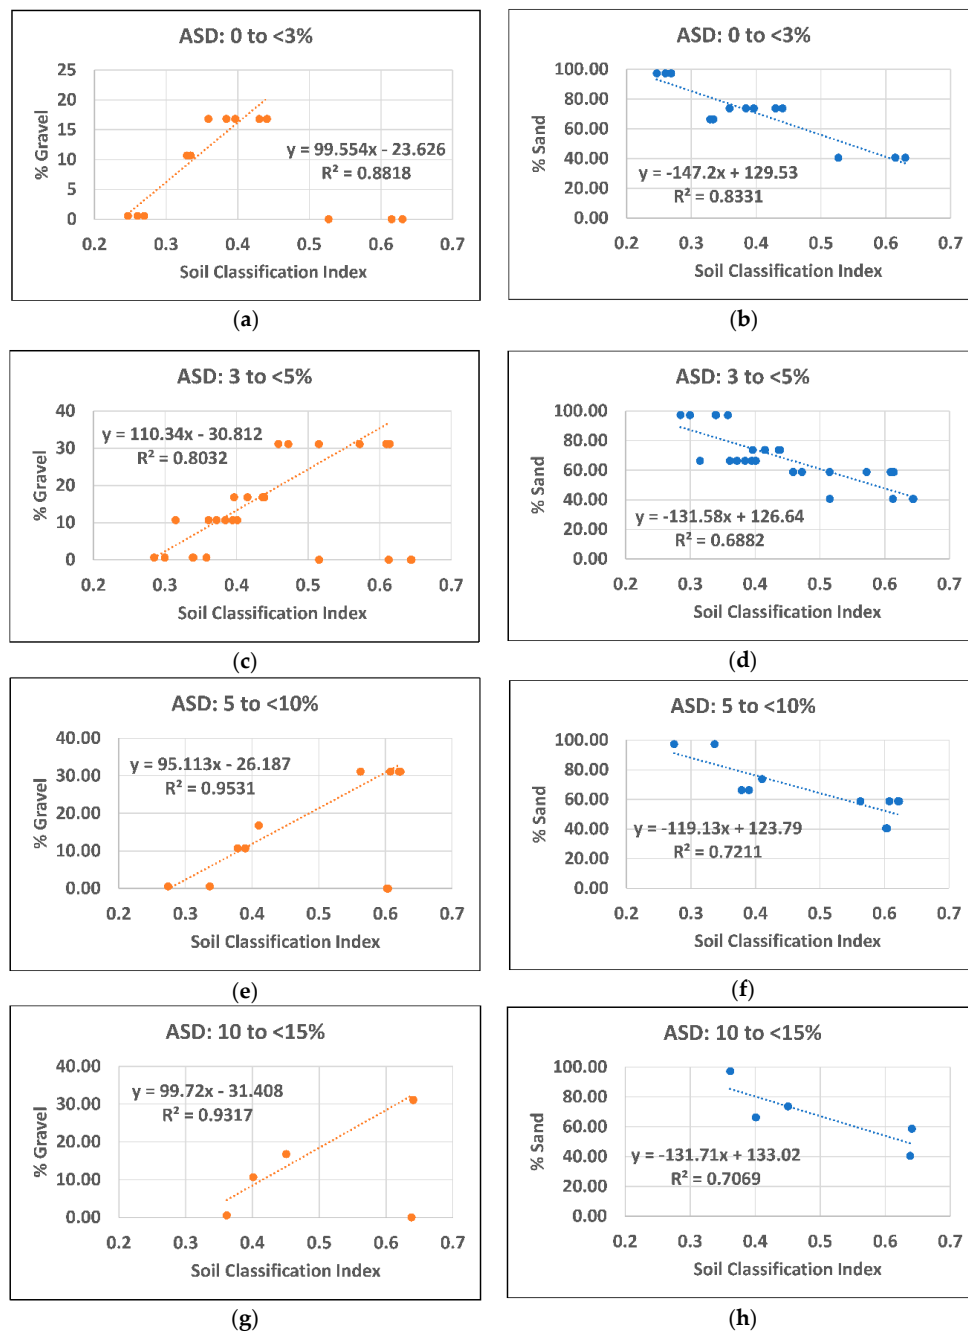 ASD: 0 to <3%
25
20
15
10
5
0
% Gravel
y = 99.554x - 23.626
R² = 0.8818
0.2 0.3 0.4 0.5 0.6 0.7
Soil Classification Index
(a)
ASD: 0 to <3%
100.00
80.00
60.00
40.00
20.00
0.00
% Sand
y = -147.2x + 129.53
R² = 0.8331
0.2 0.3 0.4 0.5 0.6 0.7
Soil Classification Index
(b)
ASD: 3 to <5%
40
30
20
10
0
% Gravel
y = 110.34x - 30.812
R² = 0.8032
0.2 0.3 0.4 0.5 0.6 0.7
Soil Classification Index
(c)
ASD: 3 to <5%
100.00
80.00
60.00
40.00
20.00
0.00
% Sand
y = -131.58x + 126.64
R² = 0.6882
0.2 0.3 0.4 0.5 0.6 0.7
Soil Classification Index
(d)
ASD: 5 to <10%
40.00
30.00
20.00
10.00
0.00
% Gravel
y = 95.113x - 26.187
R² = 0.9531
0.2 0.3 0.4 0.5 0.6 0.7
Soil Classification Index
(e)
ASD: 5 to <10%
100.00
80.00
60.00
40.00
20.00
0.00
% Sand
y = -119.13x + 123.79
R² = 0.7211
0.2 0.3 0.4 0.5 0.6 0.7
Soil Classification Index
(f)
ASD: 10 to <15%
40.00
30.00
20.00
10.00
0.00
% Gravel
y = 99.72x - 31.408
R² = 0.9317
0.2 0.3 0.4 0.5 0.6 0.7
Soil Classification Index
(g)
ASD: 10 to <15%
100.00
80.00
60.00
40.00
20.00
0.00
% Sand
y = -131.71x + 133.02
R² = 0.7069
0.2 0.3 0.4 0.5 0.6 0.7
Soil Classification Index
(h)